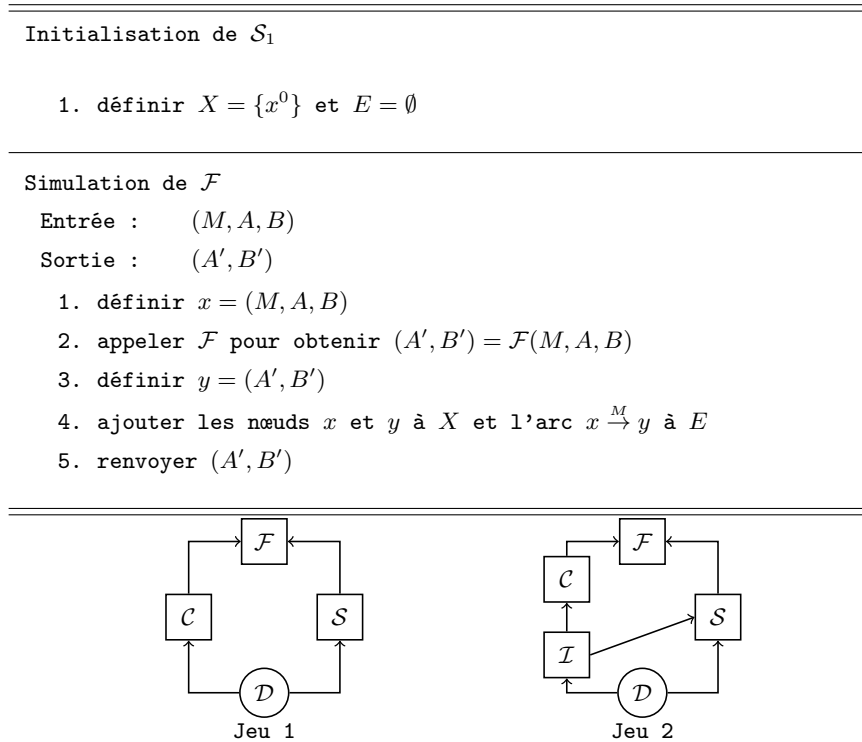 Initialisation de 𝒮₁
1. définir X = {x⁰} et E = ∅
Simulation de ℱ
Entrée : (M, A, B)
Sortie : (A′, B′)
1. définir x = (M, A, B)
2. appeler ℱ pour obtenir (A′, B′) = ℱ(M, A, B)
3. définir y = (A′, B′)
4. ajouter les nœuds x et y à X et l'arc x →ᴹ y à E
5. renvoyer (A′, B′)
ℱ ℱ
𝒞
𝒞 𝒮 𝒮
ℐ
𝒟 𝒟
Jeu 1 Jeu 2